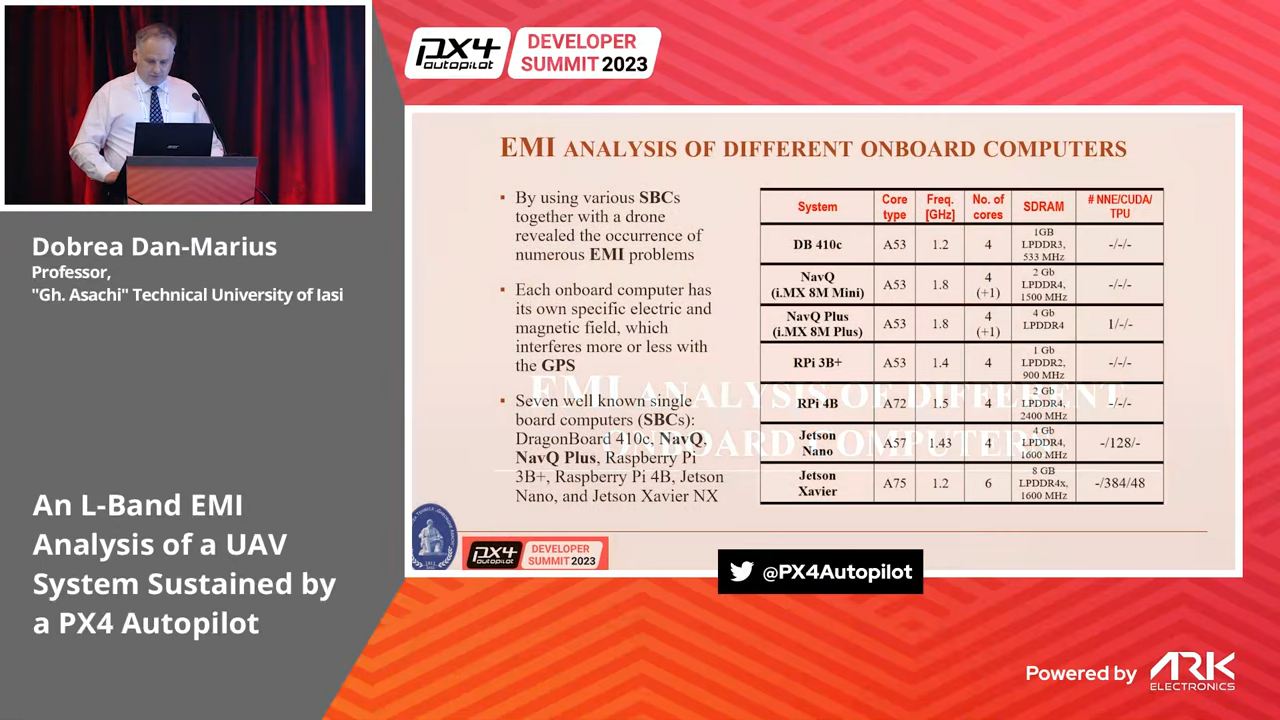 PX4
autopilot
DEVELOPER
SUMMIT 2023
Dobrea Dan-Marius
Professor,
"Gh. Asachi" Technical University of Iasi
An L-Band EMI
Analysis of a UAV
System Sustained by
a PX4 Autopilot
EMI ANALYSIS OF DIFFERENT ONBOARD COMPUTERS
▪ By using various SBCs
together with a drone
revealed the occurrence of
numerous EMI problems
▪ Each onboard computer has
its own specific electric and
magnetic field, which
interferes more or less with
the GPS
▪ Seven well known single
board computers (SBCs):
DragonBoard 410c, NavQ,
NavQ Plus, Raspberry Pi
3B+, Raspberry Pi 4B, Jetson
Nano, and Jetson Xavier NX
System Core type Freq. [GHz] No. of cores SDRAM # NNE/CUDA/ TPU
DB 410c A53 1.2 4 1GB LPDDR3, 533 MHz -/-/-
NavQ (i.MX 8M Mini) A53 1.8 4 (+1) 2 Gb LPDDR4, 1500 MHz -/-/-
NavQ Plus (i.MX 8M Plus) A53 1.8 4 (+1) 4 Gb LPDDR4 1/-/-
RPi 3B+ A53 1.4 4 1 Gb LPDDR2, 900 MHz -/-/-
RPi 4B A72 1.5 4 2 Gb LPDDR4, 2400 MHz -/-/-
Jetson Nano A57 1.43 4 4 Gb LPDDR4, 1600 MHz -/128/-
Jetson Xavier A75 1.2 6 8 GB LPDDR4x, 1600 MHz -/384/48
EMI ANALYSIS OF DIFFERENT
ONBOARD COMPUTERS
PX4
autopilot
DEVELOPER
SUMMIT 2023
@PX4Autopilot
Powered by ARK
ELECTRONICS